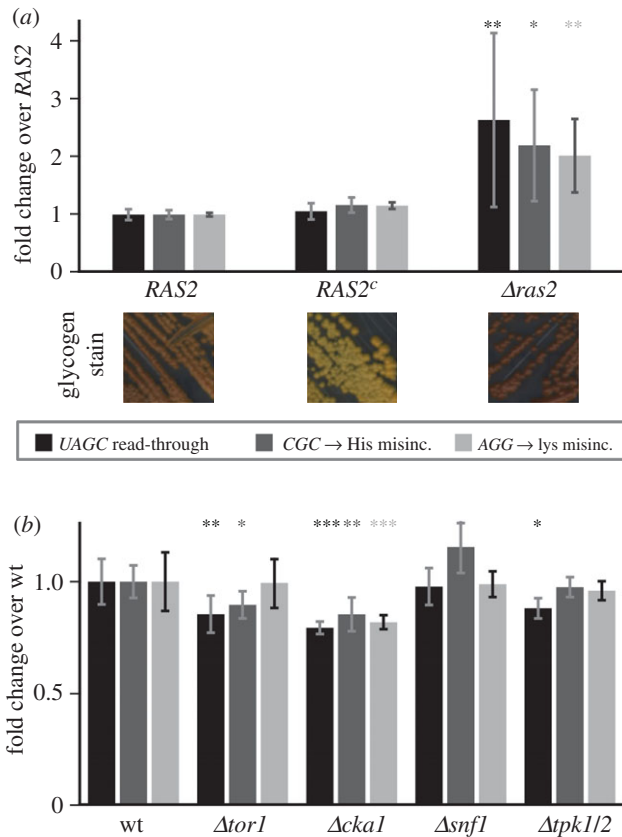 (a)
fold change over RAS2
4
3
2
1
0
** * **
RAS2 RAS2ᶜ Δras2
glycogen
stain
UAGC read-through CGC → His misinc. AGG → lys misinc.
(b)
fold change over wt
1.0
0.5
0
** * *** ** *** *
wt Δtor1 Δcka1 Δsnf1 Δtpk1/2